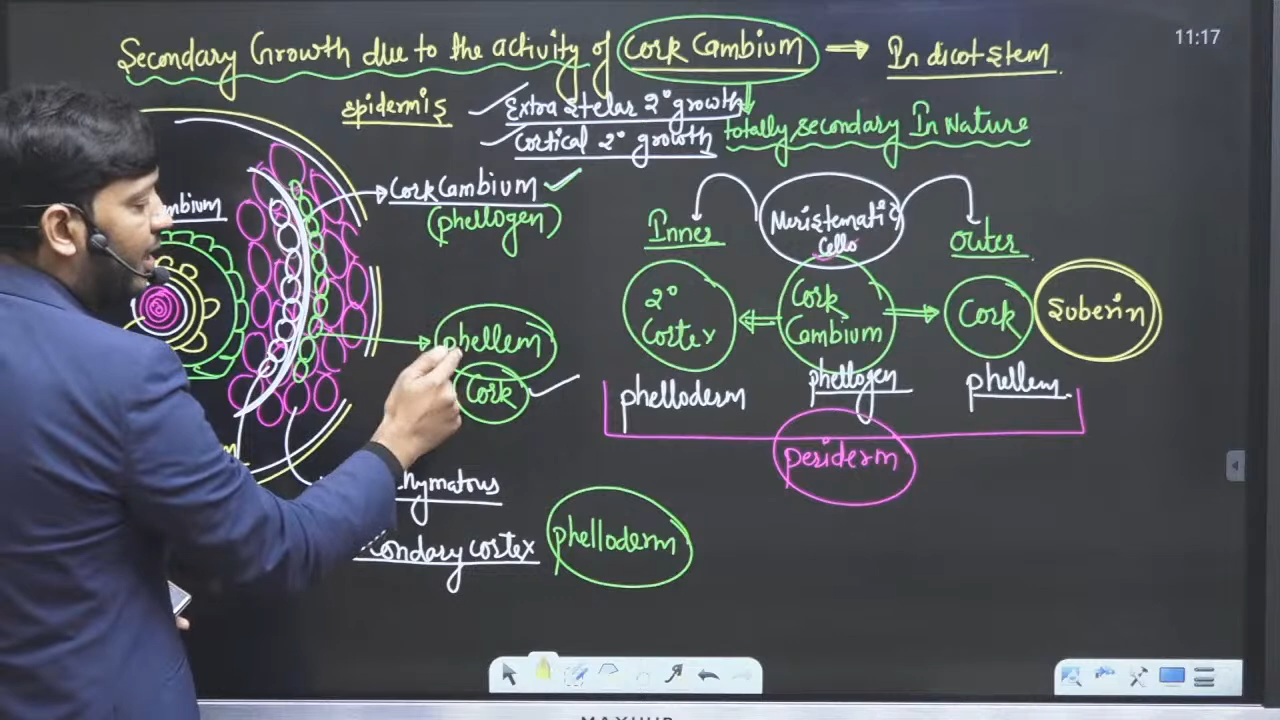 11:17
Secondary Growth due to the activity of Cork Cambium → In dicot stem
epidermis
Extra stelar 2° growth
Cortical 2° growth
totally secondary In Nature
Cork Cambium
(phellogen)
phellem
Cork
secondary cortex
phelloderm
Meristematic
Cells
Inner
Outer
2°
Cortex
Cork
Cambium
Cork
Suberin
phelloderm
phellogen
phellem
periderm